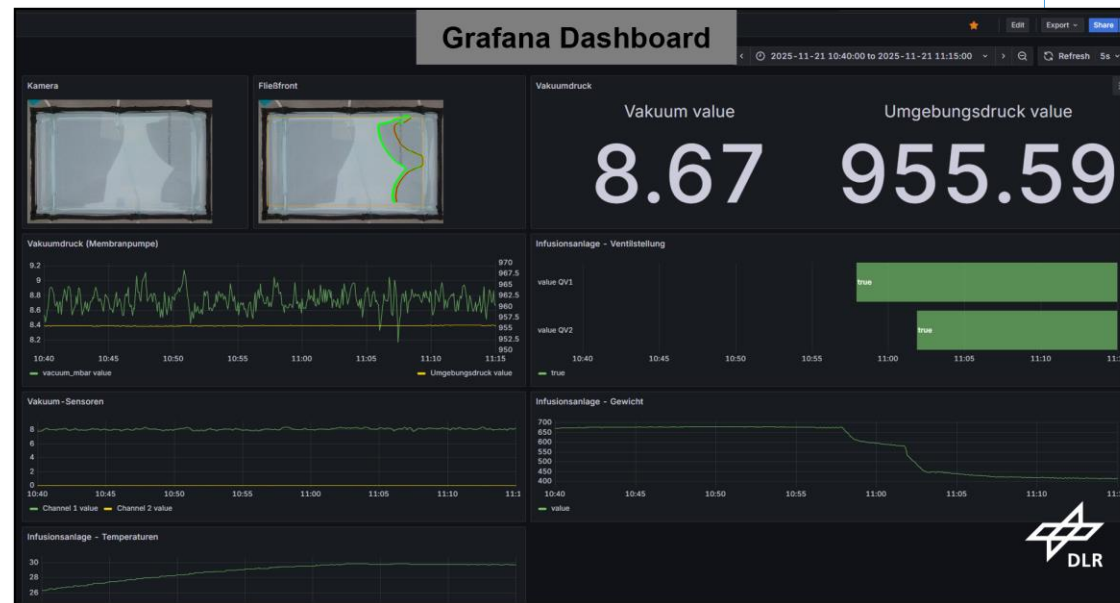 Grafana Dashboard
Edit
Export
Share
2025-11-21 10:40:00 to 2025-11-21 11:15:00
Refresh 5s
Kamera
Fließfront
Vakuumdruck
Vakuum value
Umgebungsdruck value
8.67
955.59
Vakuumdruck (Membranpumpe)
9.2
9
8.8
8.6
8.4
8.2
970
967.5
965
962.5
960
957.5
955
952.5
950
10:40 10:45 10:50 10:55 11:00 11:05 11:10 11:15
vacuum_mbar value
Umgebungsdruck value
Infusionsanlage - Ventilstellung
value QV1
true
value QV2
true
10:40 10:45 10:50 10:55 11:00 11:05 11:10
true
Vakuum-Sensoren
8
6
4
2
0
10:40 10:45 10:50 10:55 11:00 11:05 11:10
Channel 1 value Channel 2 value
Infusionsanlage - Gewicht
700
650
600
550
500
450
400
10:40 10:45 10:50 10:55 11:00 11:05 11:10
value
Infusionsanlage - Temperaturen
30
28
26
DLR